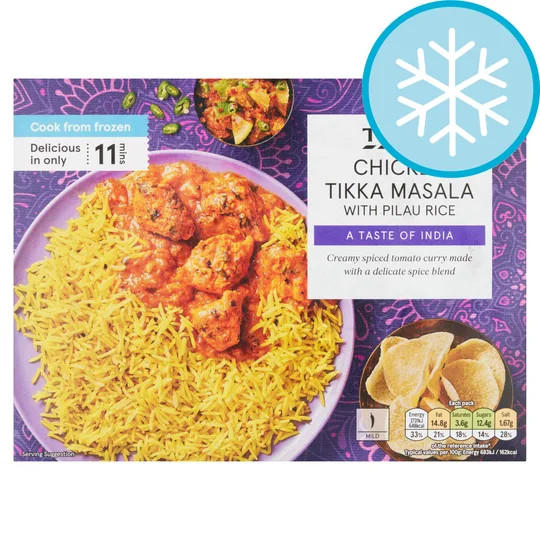 Cook from frozen
Delicious
in only
11
mins
TIKKA MASALA
WITH PILAU RICE
A TASTE OF INDIA
Creamy spiced tomato curry made
with a delicate spice blend
MILD
Each pack
Energy Fat Saturates Sugars Salt
14.8g 3.6g 12.4g 1.67g
648kcal
33% 21% 18% 14% 28%
of the reference intake*
Typical values per 100g: Energy 683kJ / 162kcal
Serving Suggestion